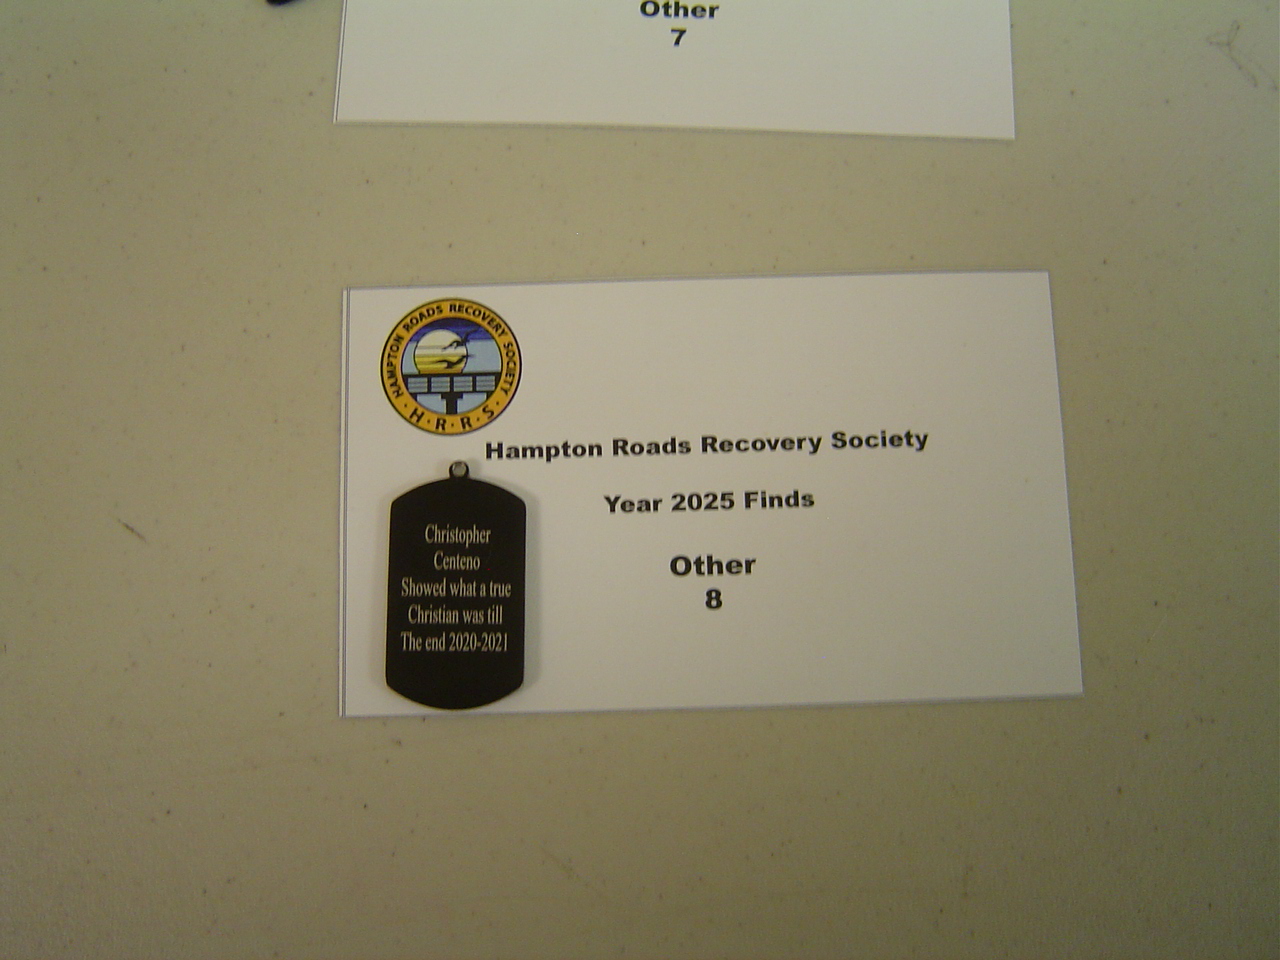 Other
7
HAMPTON ROADS RECOVERY SOCIETY
· H · R · R · S ·
Hampton Roads Recovery Society
Year 2025 Finds
Other
8
Christopher
Centeno
Showed what a true
Christian was till
The end 2020-2021